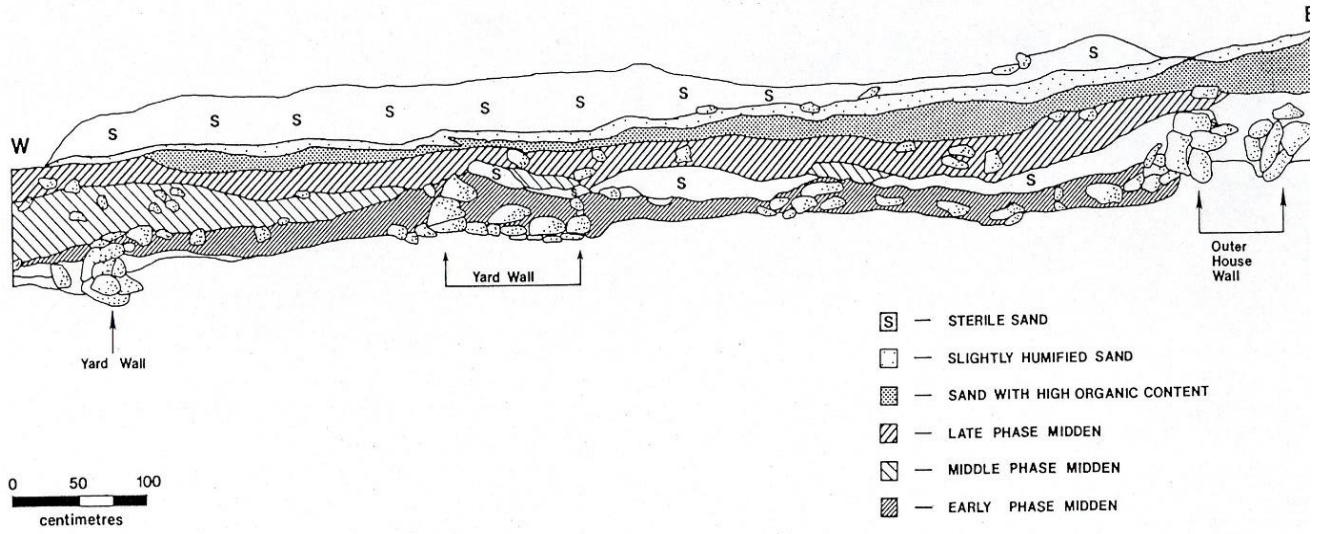 E
W
S
S
S
S
S
S
S
S
S
S
S
S
Yard Wall
Yard Wall
Outer
House
Wall
S — STERILE SAND
— SLIGHTLY HUMIFIED SAND
— SAND WITH HIGH ORGANIC CONTENT
— LATE PHASE MIDDEN
— MIDDLE PHASE MIDDEN
— EARLY PHASE MIDDEN
0 50 100
centimetres